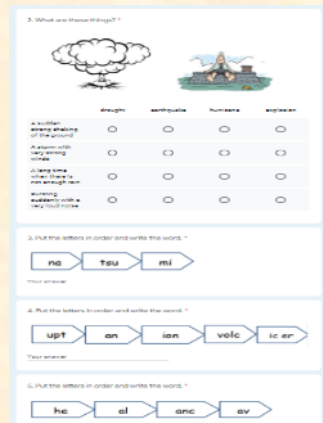 2. What are these things? *
drought earthquake hurricane explosion
A sudden
strong shaking
of the ground
A storm with
very strong
winds
A long time
when there is
not enough rain
bursting
suddenly with a
very loud noise
3. Put the letters in order and write the word. *
na tsu mi
Your answer
4. Put the letters in order and write the word. *
upt an ion volc ic er
Your answer
5. Put the letters in order and write the word. *
he al anc av